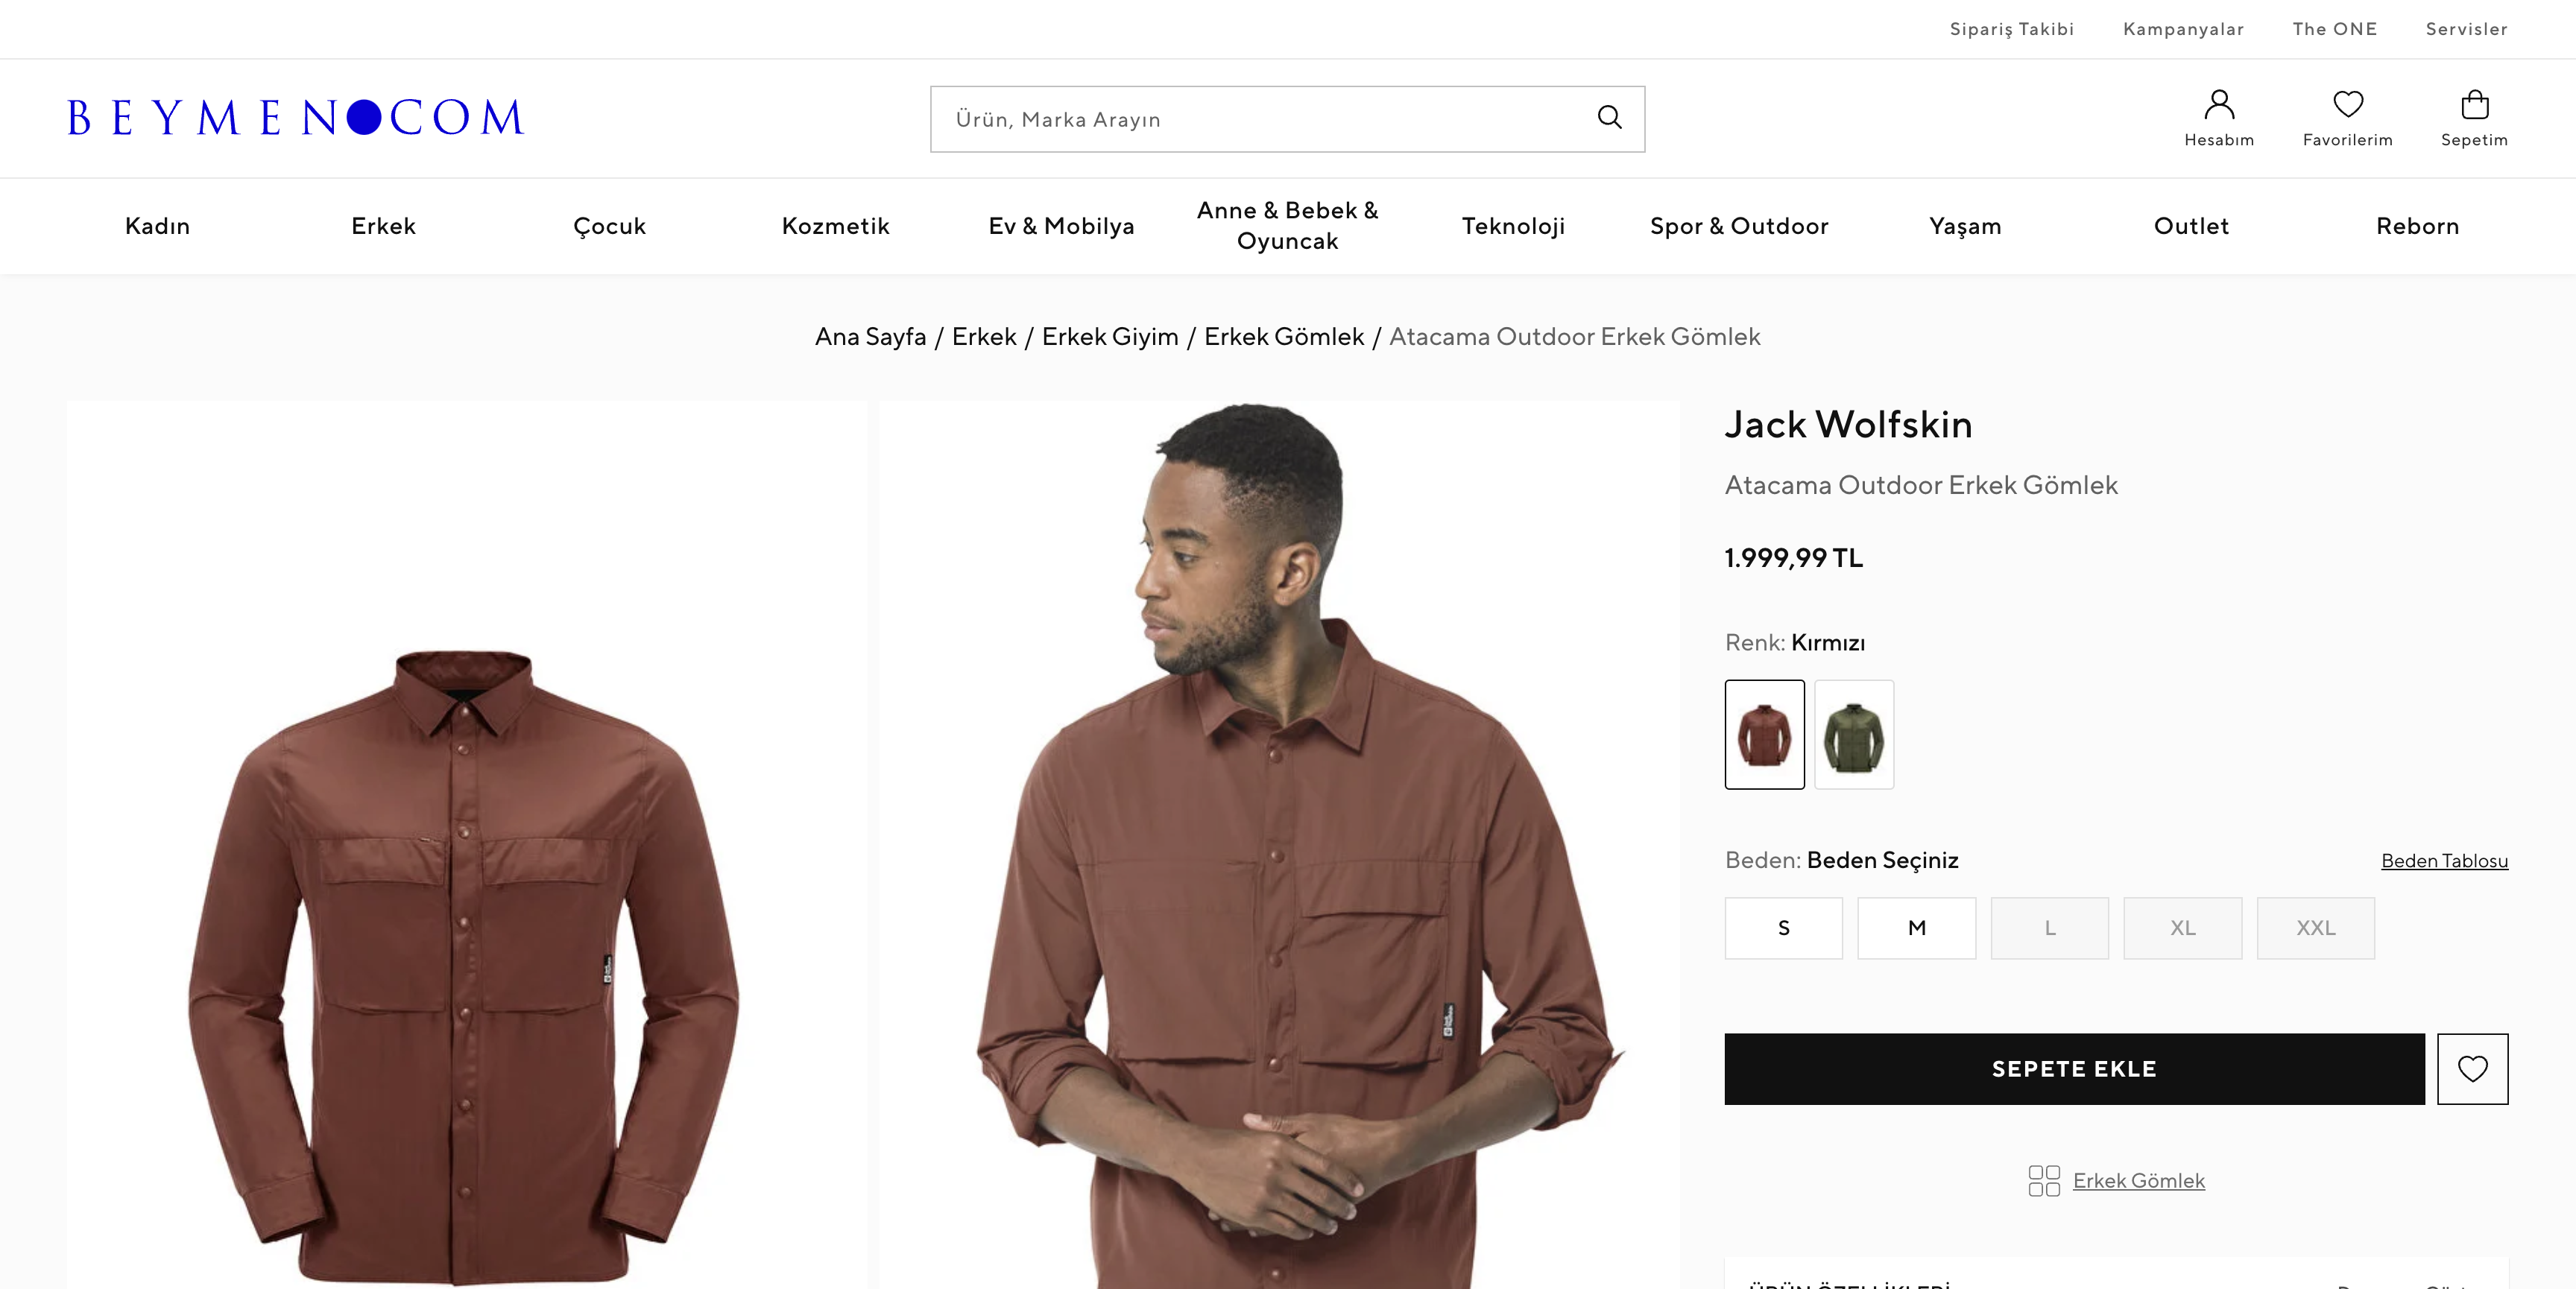 Sipariş Takibi Kampanyalar The ONE Servisler
BEYMEN COM
Ürün, Marka Arayın
Hesabım Favorilerim Sepetim
Kadın Erkek Çocuk Kozmetik Ev & Mobilya Anne & Bebek & Oyuncak Teknoloji Spor & Outdoor Yaşam Outlet Reborn
Ana Sayfa / Erkek / Erkek Giyim / Erkek Gömlek / Atacama Outdoor Erkek Gömlek
Jack Wolfskin
Atacama Outdoor Erkek Gömlek
1.999,99 TL
Renk: Kırmızı
Beden: Beden Seçiniz Beden Tablosu
S M L XL XXL
SEPETE EKLE
Erkek Gömlek
ÜRÜN ÖZELLİKLERİ